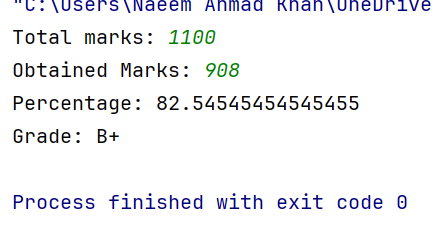 "C:\Users\Naeem Ahmad Khan\OneDrive
Total marks: 1100
Obtained Marks: 908
Percentage: 82.54545454545455
Grade: B+
Process finished with exit code 0